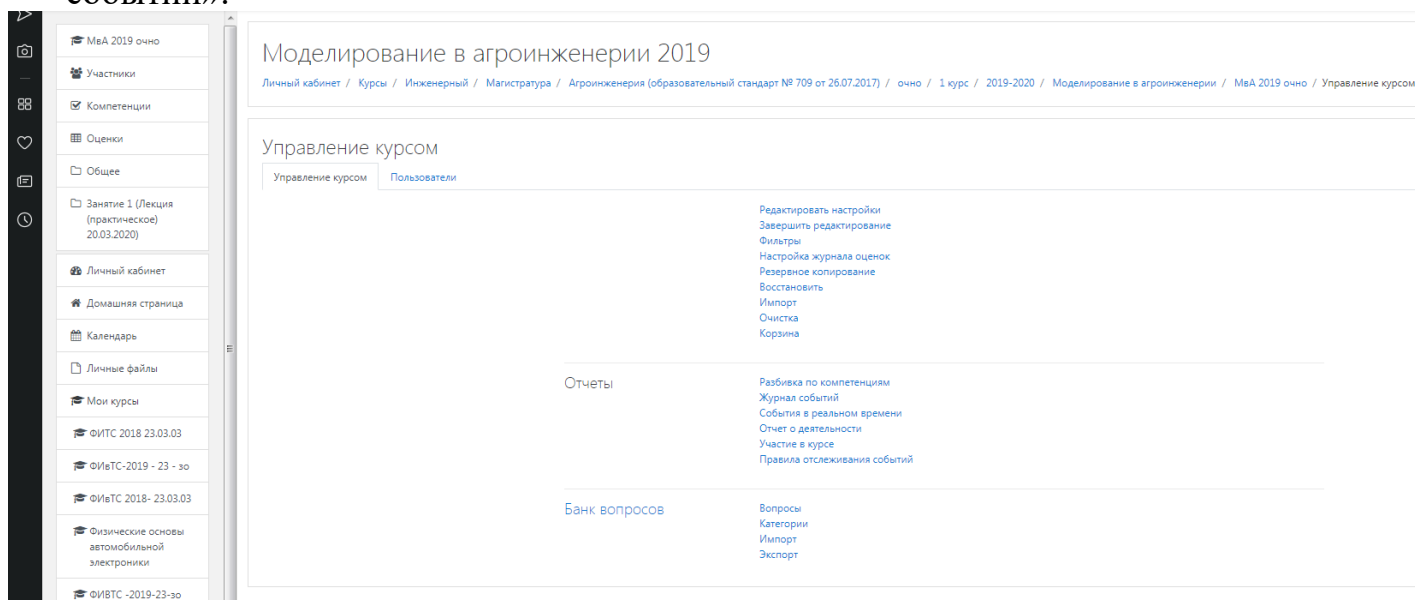 событий».
МвА 2019 очно
Участники
Компетенции
Оценки
Общее
Занятие 1 (Лекция
(практическое)
20.03.2020)
Личный кабинет
Домашняя страница
Календарь
Личные файлы
Мои курсы
ФИТС 2018 23.03.03
ФИвТС-2019 - 23 - зо
ФИвТС 2018- 23.03.03
Физические основы
автомобильной
электроники
ФИВТС -2019-23-зо
Моделирование в агроинженерии 2019
Личный кабинет / Курсы / Инженерный / Магистратура / Агроинженерия (образовательный стандарт № 709 от 26.07.2017) / очно / 1 курс / 2019-2020 / Моделирование в агроинженерии / МвА 2019 очно / Управление курсом
Управление курсом
Управление курсом Пользователи
Редактировать настройки
Завершить редактирование
Фильтры
Настройка журнала оценок
Резервное копирование
Восстановить
Импорт
Очистка
Корзина
Отчеты
Разбивка по компетенциям
Журнал событий
События в реальном времени
Отчет о деятельности
Участие в курсе
Правила отслеживания событий
Банк вопросов
Вопросы
Категории
Импорт
Экспорт